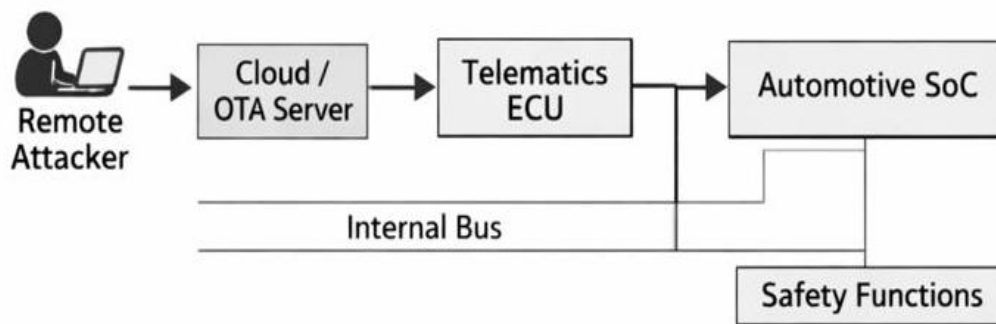 Remote
Attacker
Cloud /
OTA Server
Telematics
ECU
Automotive SoC
Internal Bus
Safety Functions